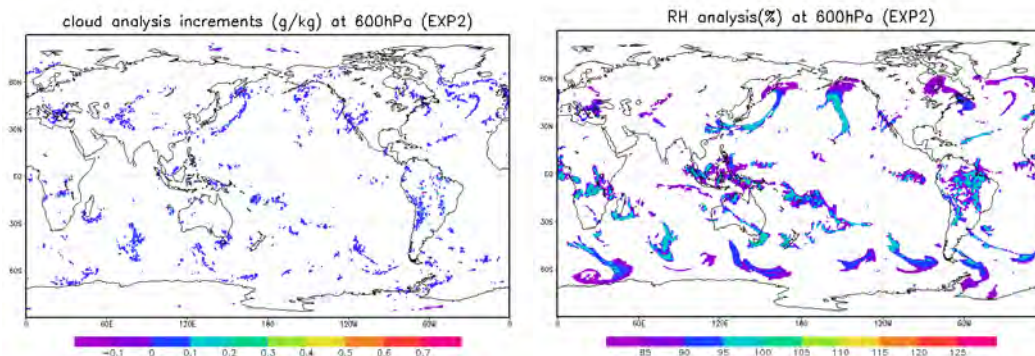 cloud analysis increments (g/kg) at 600hPa (EXP2)
60N
30N
EQ
30S
60S
0 60E 120E 180 120W 60W 0
-0.1 0 0.1 0.2 0.3 0.4 0.5 0.6 0.7
RH analysis(%) at 600hPa (EXP2)
60N
30N
EQ
30S
60S
0 60E 120E 180 120W 60W
85 90 95 100 105 110 115 120 125